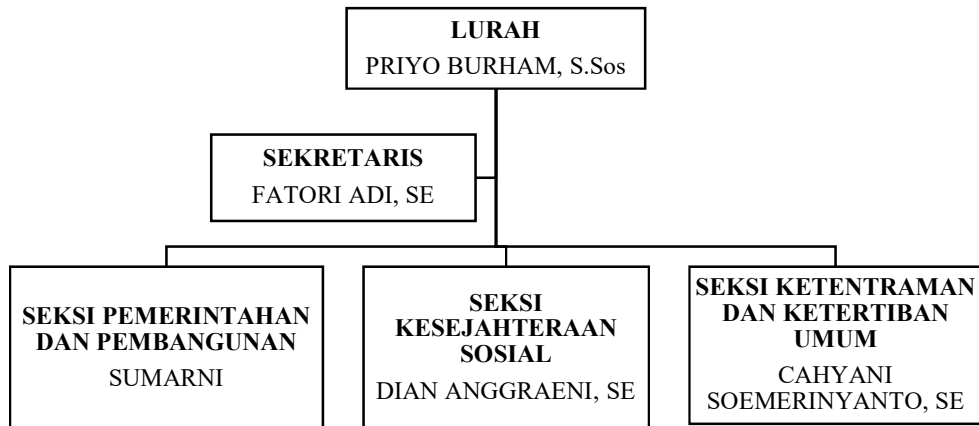 LURAH
PRIYO BURHAM, S.Sos
SEKRETARIS
FATORI ADI, SE
SEKSI PEMERINTAHAN
DAN PEMBANGUNAN
SUMARNI
SEKSI
KESEJAHTERAAN
SOSIAL
DIAN ANGGRAENI, SE
SEKSI KETENTRAMAN
DAN KETERTIBAN
UMUM
CAHYANI
SOEMERINYANTO, SE